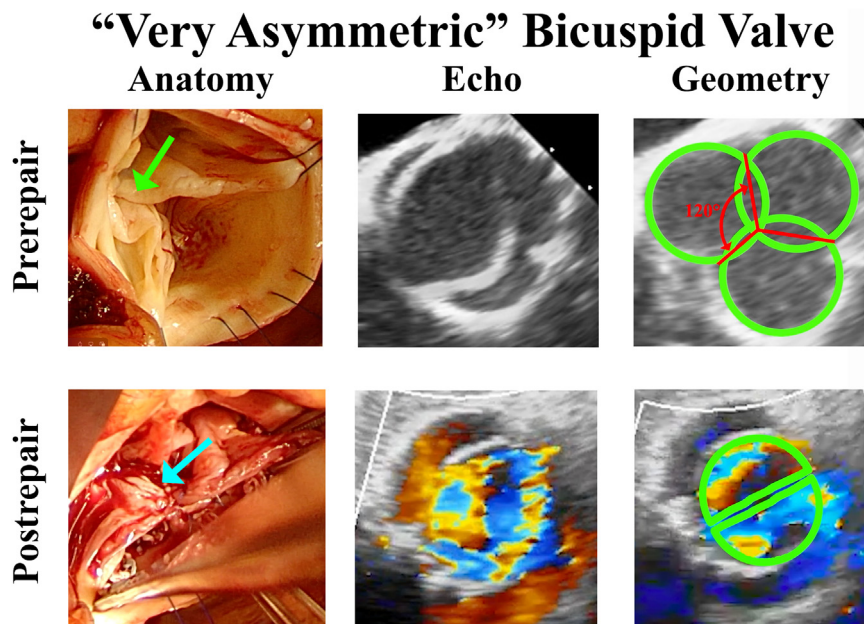 “Very Asymmetric” Bicuspid Valve
Anatomy Echo Geometry
Prerepair
120°
Postrepair